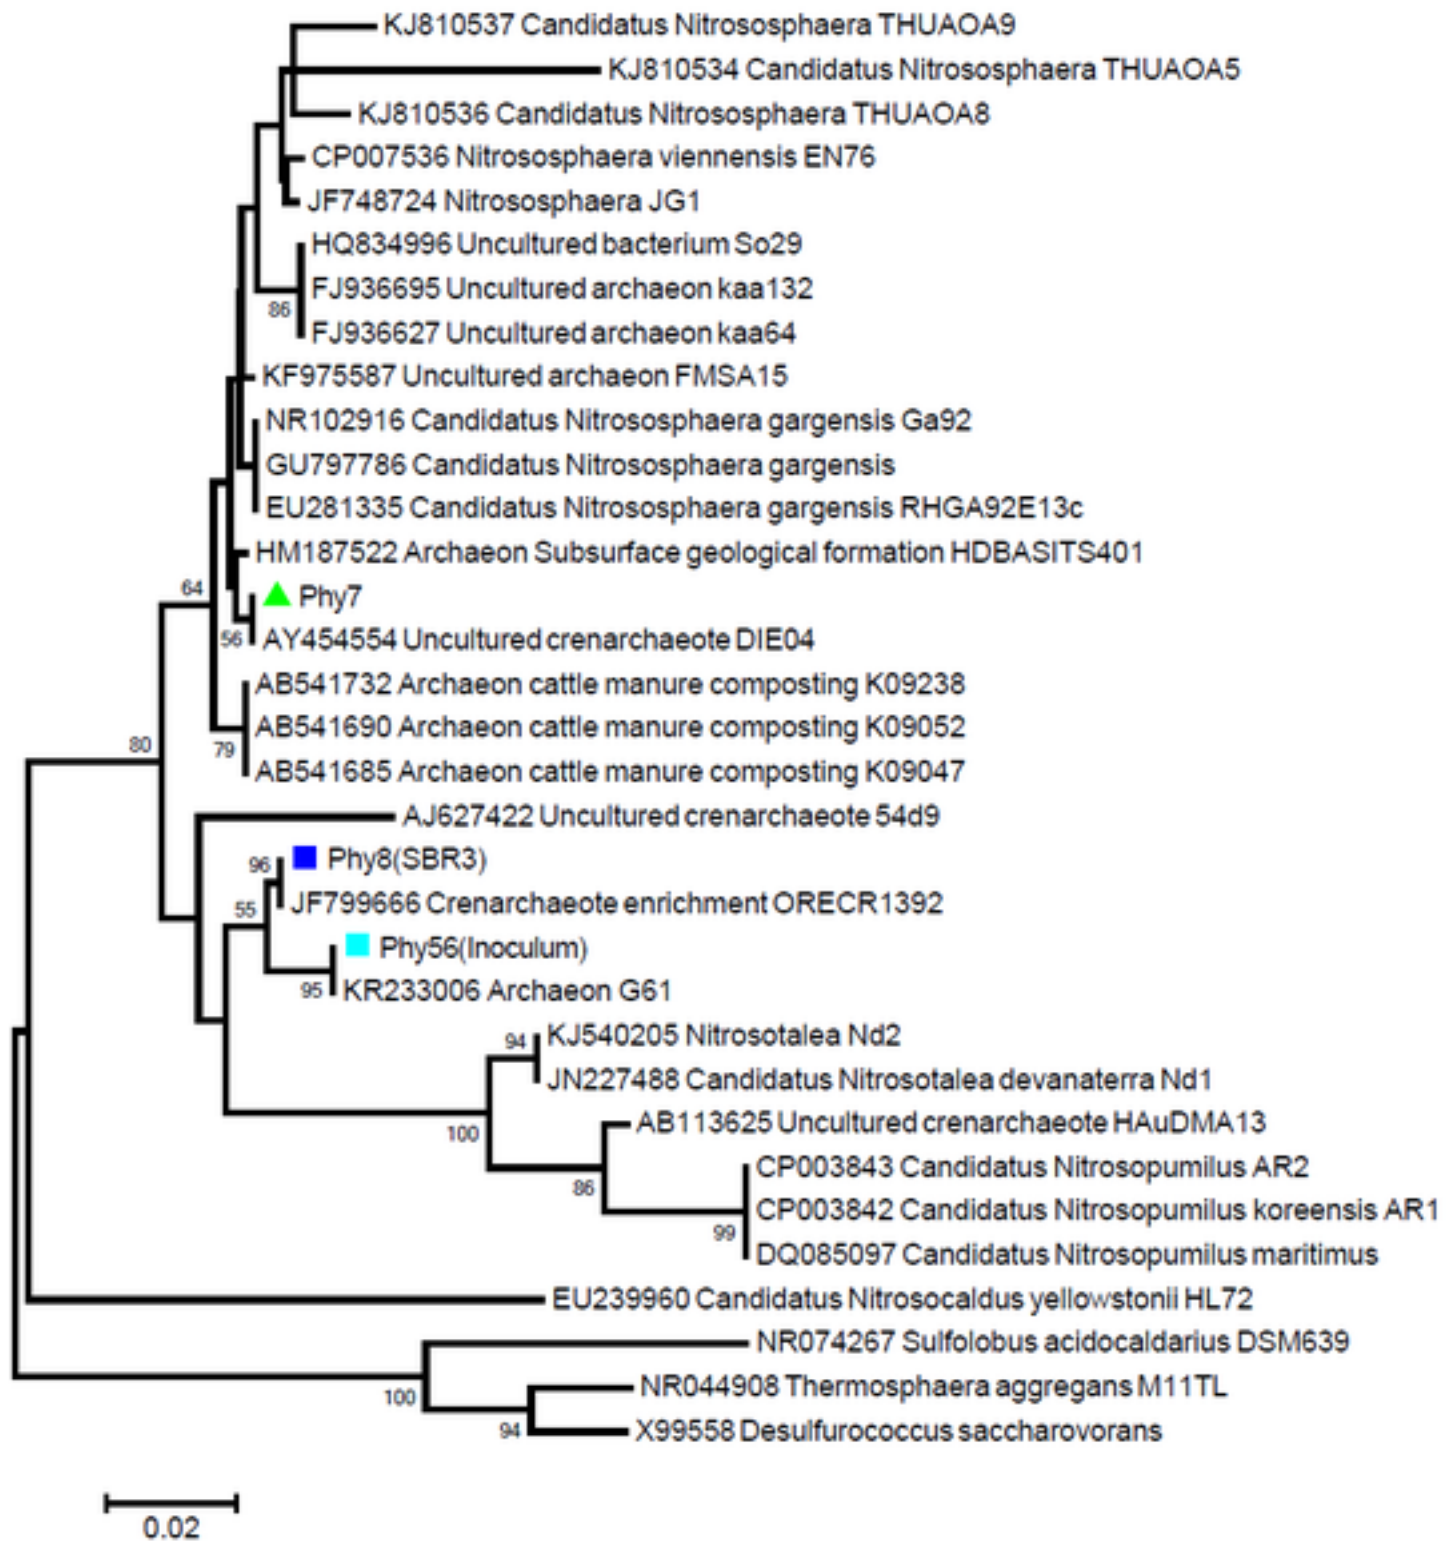 KJ810537 Candidatus Nitrososphaera THUAOA9
KJ810534 Candidatus Nitrososphaera THUAOA5
KJ810536 Candidatus Nitrososphaera THUAOA8
CP007536 Nitrososphaera viennensis EN76
JF748724 Nitrososphaera JG1
HQ834996 Uncultured bacterium So29
FJ936695 Uncultured archaeon kaa132
86
FJ936627 Uncultured archaeon kaa64
KF975587 Uncultured archaeon FMSA15
NR102916 Candidatus Nitrososphaera gargensis Ga92
GU797786 Candidatus Nitrososphaera gargensis
EU281335 Candidatus Nitrososphaera gargensis RHGA92E13c
HM187522 Archaeon Subsurface geological formation HDBASITS401
64
Phy7
56
AY454554 Uncultured crenarchaeote DIE04
AB541732 Archaeon cattle manure composting K09238
AB541690 Archaeon cattle manure composting K09052
80
79
AB541685 Archaeon cattle manure composting K09047
AJ627422 Uncultured crenarchaeote 54d9
96
Phy8(SBR3)
JF799666 Crenarchaeote enrichment ORECR1392
55
Phy56(Inoculum)
95
KR233006 Archaeon G61
94
KJ540205 Nitrosotalea Nd2
JN227488 Candidatus Nitrosotalea devanaterra Nd1
100
AB113625 Uncultured crenarchaeote HAuDMA13
CP003843 Candidatus Nitrosopumilus AR2
86
CP003842 Candidatus Nitrosopumilus koreensis AR1
99
DQ085097 Candidatus Nitrosopumilus maritimus
EU239960 Candidatus Nitrosocaldus yellowstonii HL72
NR074267 Sulfolobus acidocaldarius DSM639
NR044908 Thermosphaera aggregans M11TL
100
94
X99558 Desulfurococcus saccharovorans
0.02